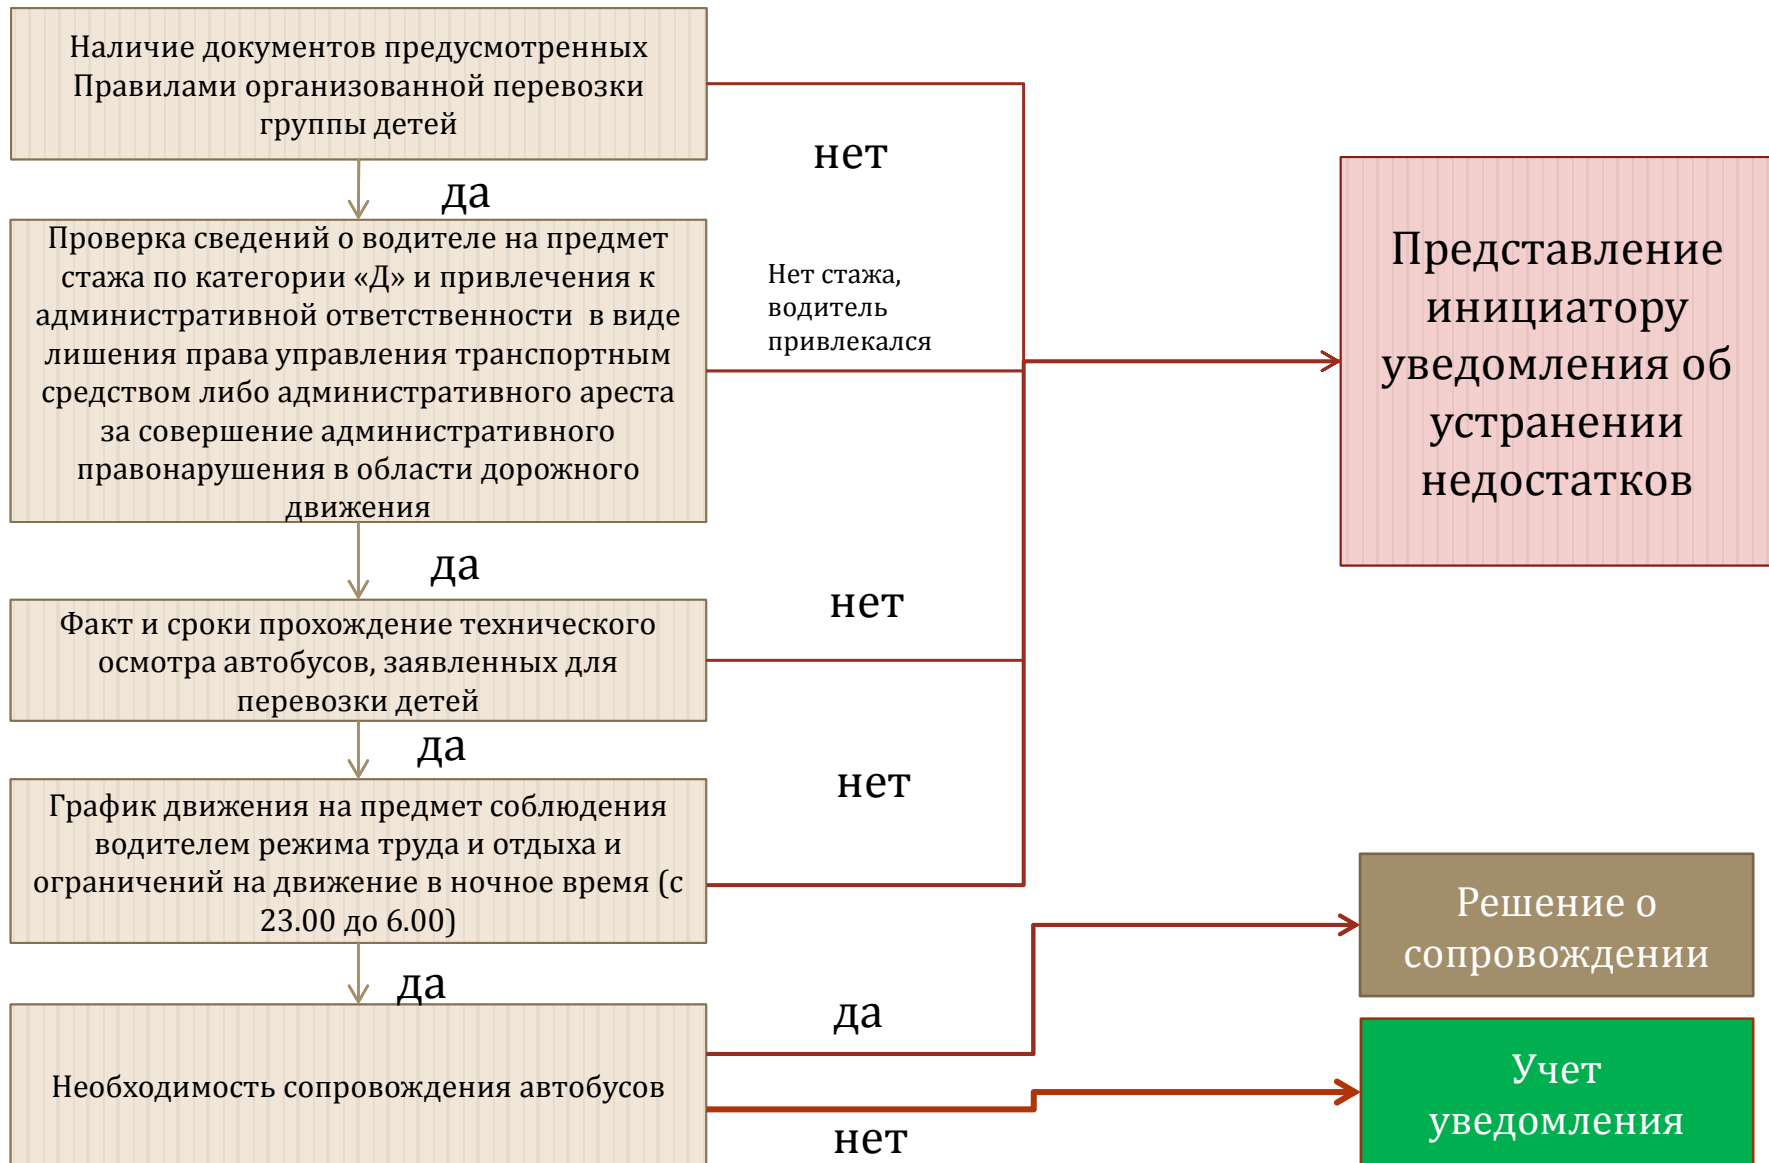 Наличие документов предусмотренных
Правилами организованной перевозки
группы детей
нет
да
Проверка сведений о водителе на предмет
стажа по категории «Д» и привлечения к
административной ответственности в виде
лишения права управления транспортным
средством либо административного ареста
за совершение административного
правонарушения в области дорожного
движения
Нет стажа,
водитель
привлекался
Представление
инициатору
уведомления об
устранении
недостатков
да
Факт и сроки прохождение технического
осмотра автобусов, заявленных для
перевозки детей
нет
да
График движения на предмет соблюдения
водителем режима труда и отдыха и
ограничений на движение в ночное время (с
23.00 до 6.00)
нет
да
Необходимость сопровождения автобусов
да
Решение о
сопровождении
нет
Учет
уведомления